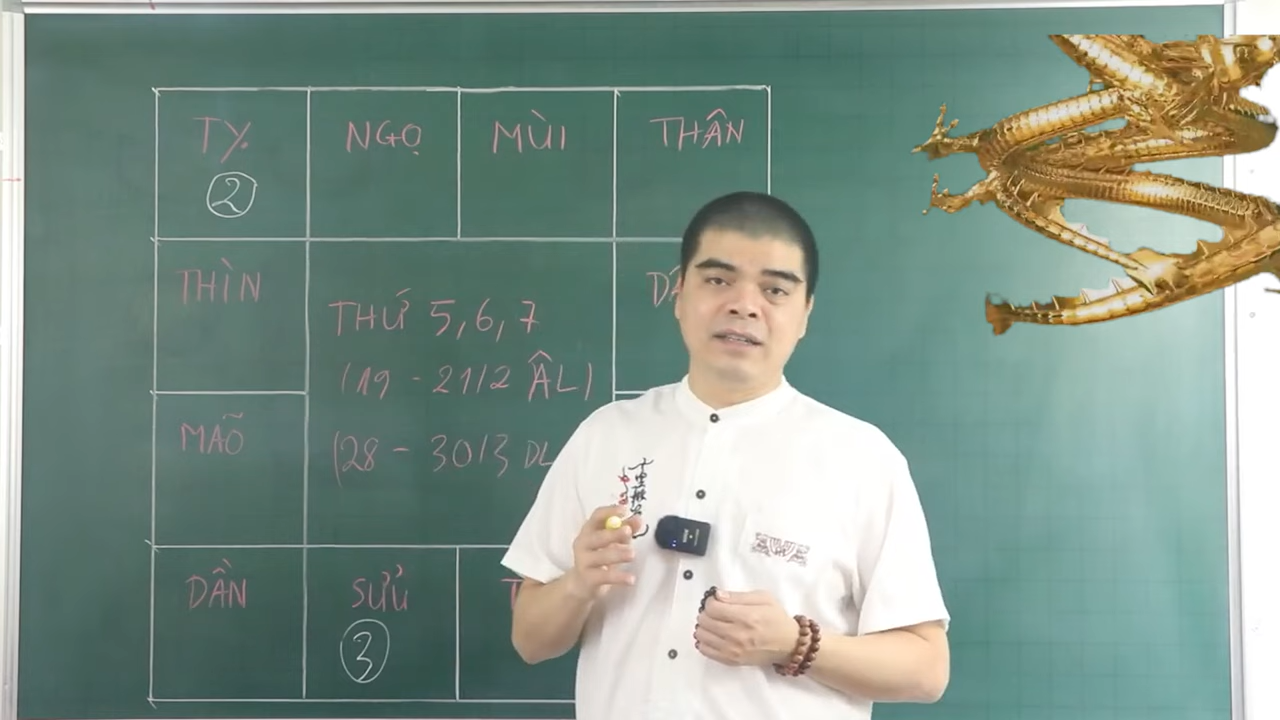 TỴ
NGỌ
MÙI
THÂN
2
THÌN
THỨ 5,6,7
(19 - 21/2 ÂL)
MÃO
(28 - 30/3 DL
DẦN
SỬU
3